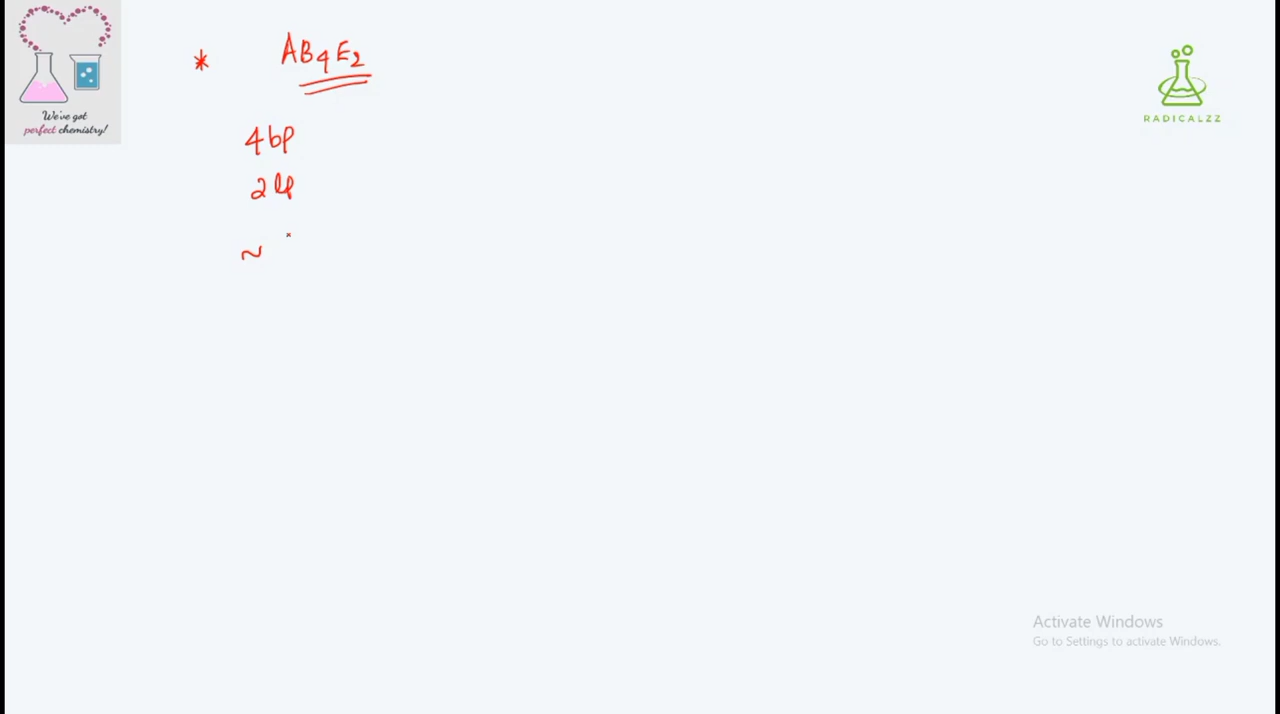 We've got
perfect chemistry!
* AB4E2
4bp
2lp
~
RADICALZZ
Activate Windows
Go to Settings to activate Windows.